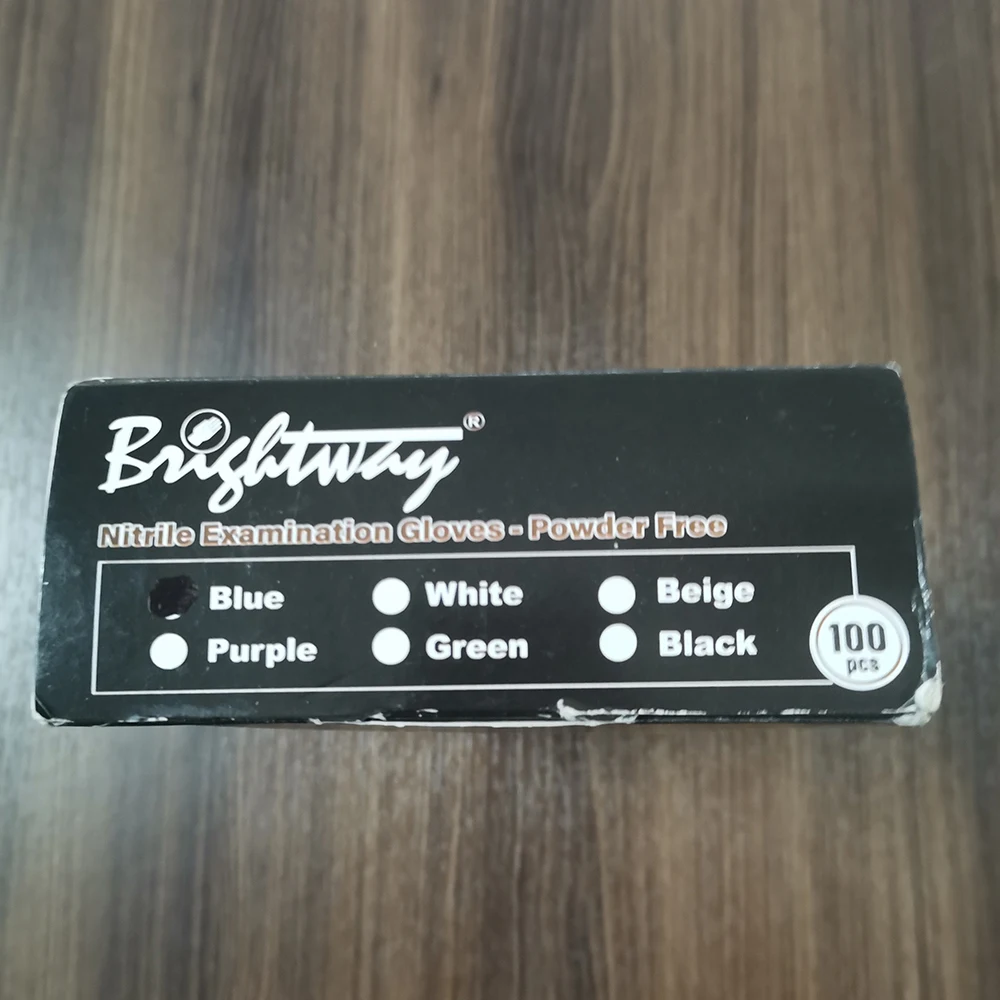 Brightway®
Nitrile Examination Gloves - Powder Free
Blue White Beige
Purple Green Black
100
pcs